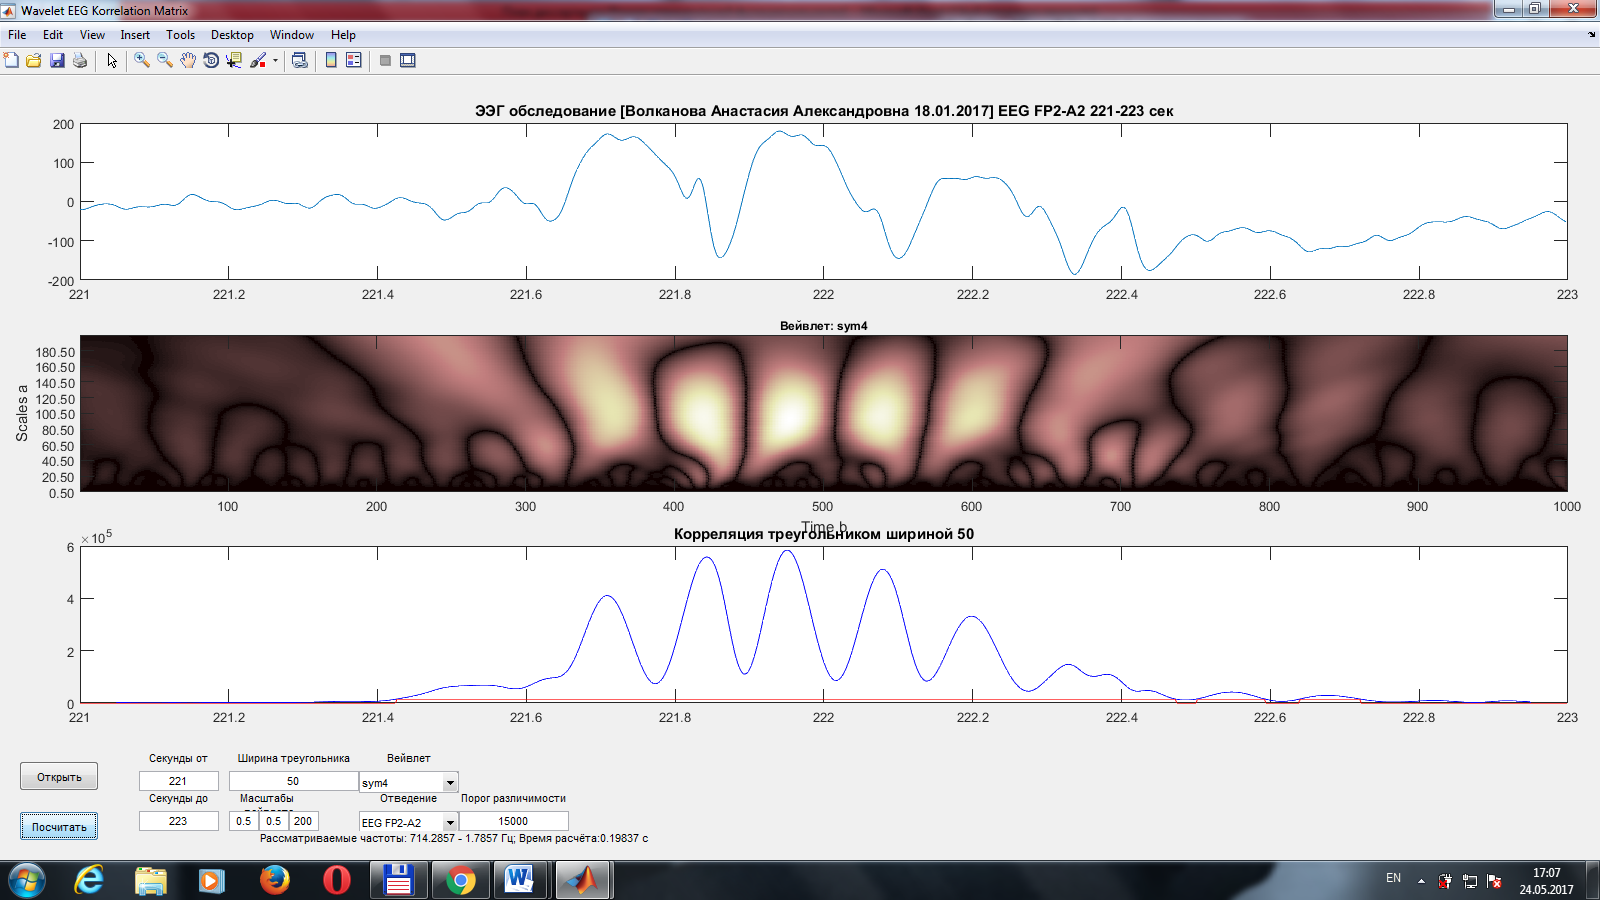 Wavelet EEG Korrelation Matrix
File Edit View Insert Tools Desktop Window Help
ЭЭГ обследование [Волканова Анастасия Александровна 18.01.2017] EEG FP2-A2 221-223 сек
200
100
0
-100
-200
221 221.2 221.4 221.6 221.8 222 222.2 222.4 222.6 222.8 223
Вейвлет: sym4
Scales a
180.50
160.50
140.50
120.50
100.50
80.50
60.50
40.50
20.50
0.50
100 200 300 400 500 600 700 800 900 1000
Time b
Корреляция треугольником шириной 50
×10⁵
6
4
2
0
221 221.2 221.4 221.6 221.8 222 222.2 222.4 222.6 222.8 223
Секунды от Ширина треугольника Вейвлет
Открыть 221 50 sym4
Секунды до Масштабы Отведение Порог различимости
Посчитать 223 0.5 0.5 200 EEG FP2-A2 15000
Рассматриваемые частоты: 714.2857 - 1.7857 Гц; Время расчёта:0.19837 с
EN 17:07
24.05.2017